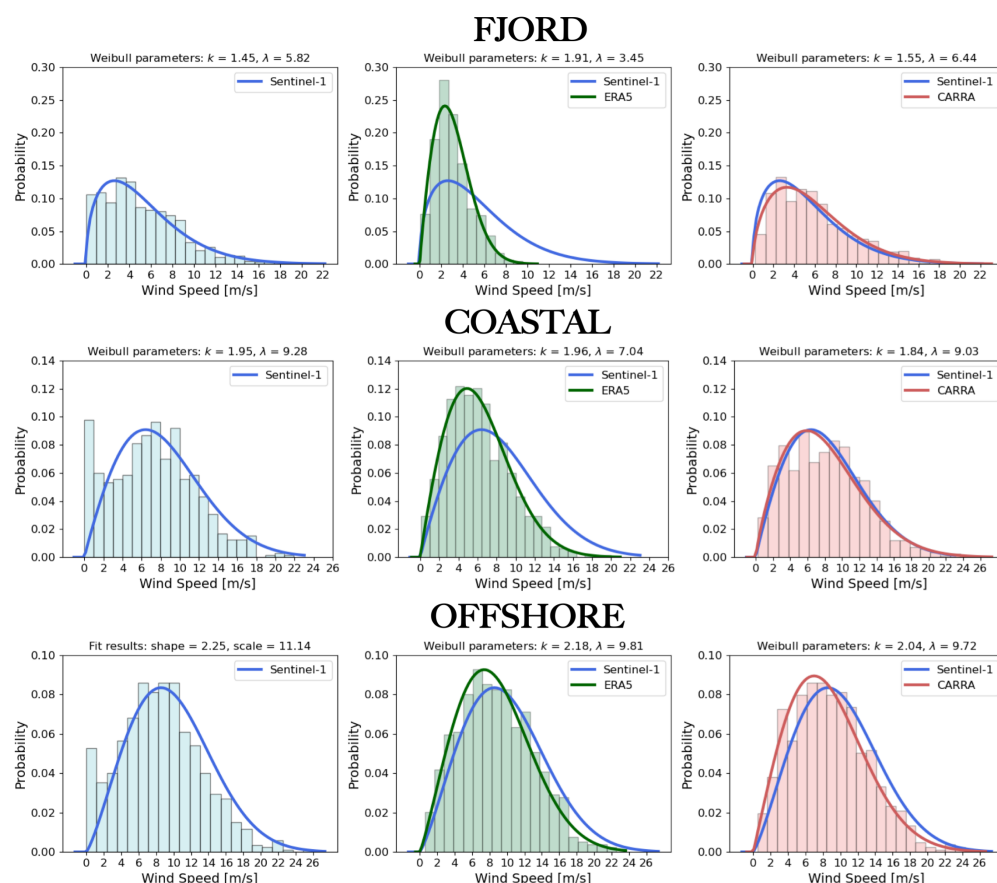 FJORD
Weibull parameters: k = 1.45, λ = 5.82
Weibull parameters: k = 1.91, λ = 3.45
Weibull parameters: k = 1.55, λ = 6.44
0.30
0.25
0.20
0.15
0.10
0.05
0.00
Probability
Sentinel-1
0 2 4 6 8 10 12 14 16 18 20 22
Wind Speed [m/s]
0.30
0.25
0.20
0.15
0.10
0.05
0.00
Probability
Sentinel-1
ERA5
0 2 4 6 8 10 12 14 16 18 20 22
Wind Speed [m/s]
0.30
0.25
0.20
0.15
0.10
0.05
0.00
Probability
Sentinel-1
CARRA
0 2 4 6 8 10 12 14 16 18 20 22
Wind Speed [m/s]
COASTAL
Weibull parameters: k = 1.95, λ = 9.28
Weibull parameters: k = 1.96, λ = 7.04
Weibull parameters: k = 1.84, λ = 9.03
0.14
0.12
0.10
0.08
0.06
0.04
0.02
0.00
Probability
Sentinel-1
0 2 4 6 8 10 12 14 16 18 20 22 24 26
Wind Speed [m/s]
0.14
0.12
0.10
0.08
0.06
0.04
0.02
0.00
Probability
Sentinel-1
ERA5
0 2 4 6 8 10 12 14 16 18 20 22 24 26
Wind Speed [m/s]
0.14
0.12
0.10
0.08
0.06
0.04
0.02
0.00
Probability
Sentinel-1
CARRA
0 2 4 6 8 10 12 14 16 18 20 22 24 26
Wind Speed [m/s]
OFFSHORE
Fit results: shape = 2.25, scale = 11.14
Weibull parameters: k = 2.18, λ = 9.81
Weibull parameters: k = 2.04, λ = 9.72
0.10
0.08
0.06
0.04
0.02
0.00
Probability
Sentinel-1
0 2 4 6 8 10 12 14 16 18 20 22 24 26
Wind Speed [m/s]
0.10
0.08
0.06
0.04
0.02
0.00
Probability
Sentinel-1
ERA5
0 2 4 6 8 10 12 14 16 18 20 22 24 26
Wind Speed [m/s]
0.10
0.08
0.06
0.04
0.02
0.00
Probability
Sentinel-1
CARRA
0 2 4 6 8 10 12 14 16 18 20 22 24 26
Wind Speed [m/s]